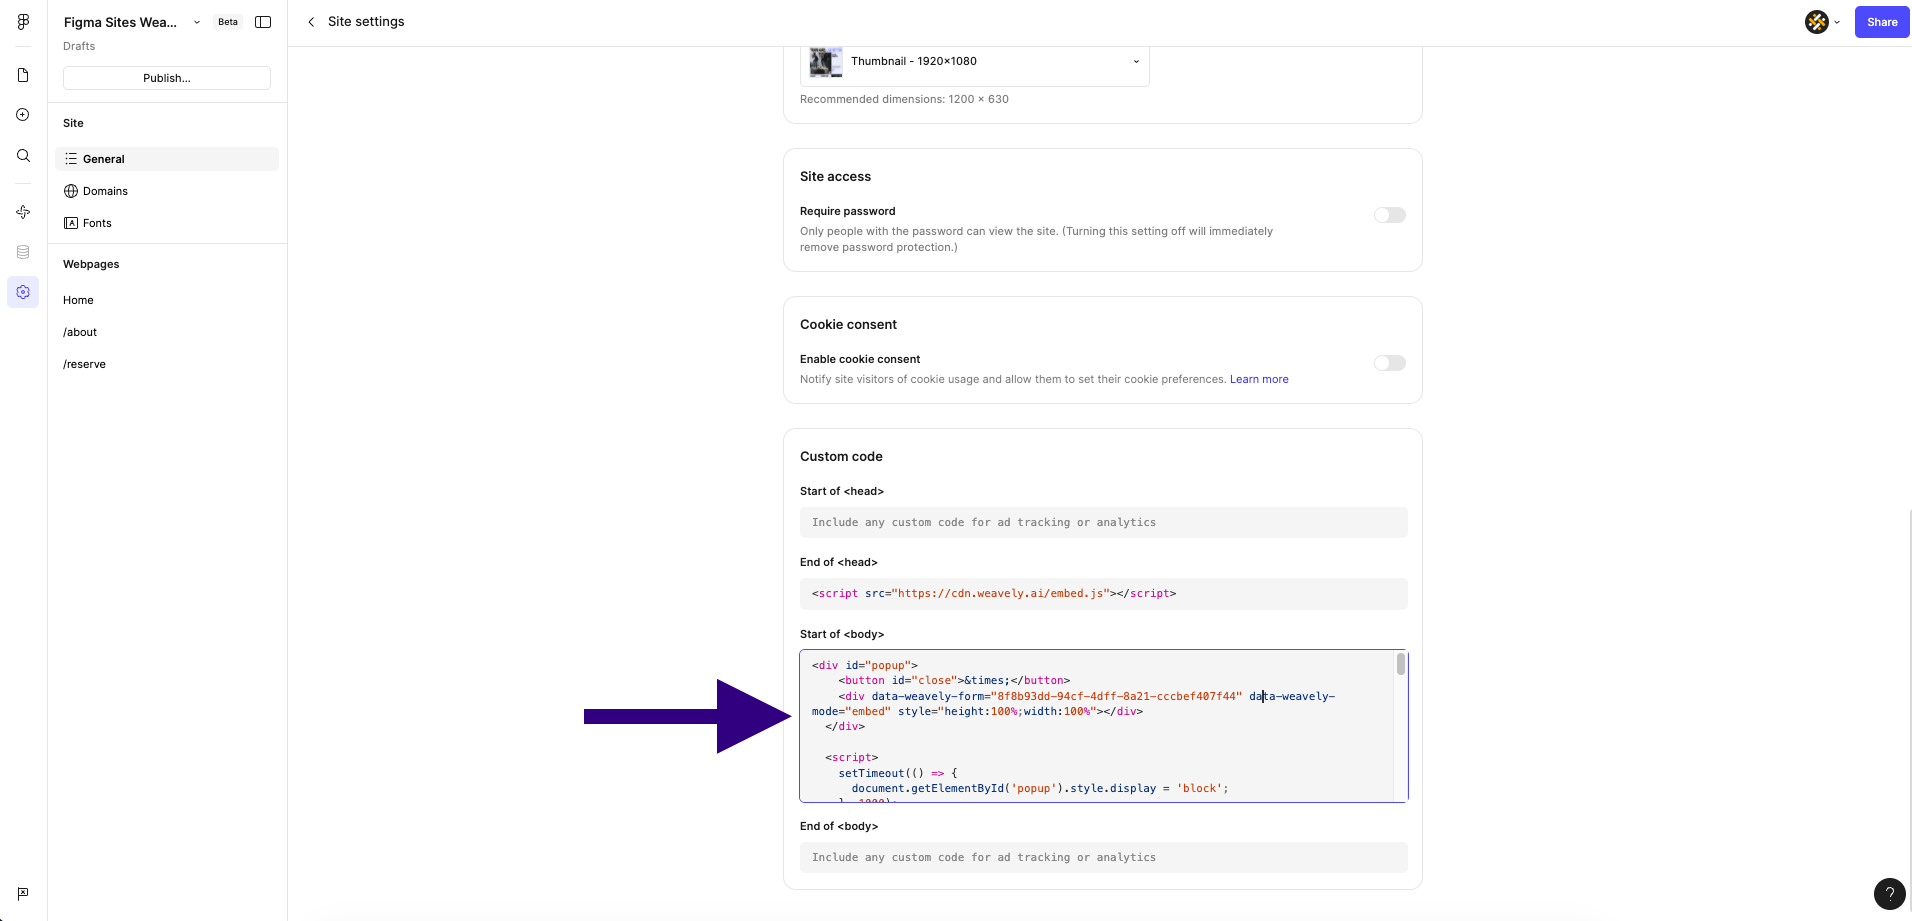 Figma Sites Wea...
Beta
Drafts
Publish...
Site
General
Domains
Fonts
Webpages
Home
/about
/reserve
Site settings
Share
Thumbnail - 1920×1080
Recommended dimensions: 1200 × 630
Site access
Require password
Only people with the password can view the site. (Turning this setting off will immediately
remove password protection.)
Cookie consent
Enable cookie consent
Notify site visitors of cookie usage and allow them to set their cookie preferences. Learn more
Custom code
Start of <head>
Include any custom code for ad tracking or analytics
End of <head>
<script src="https://cdn.weavely.ai/embed.js"></script>
Start of <body>
<div id="popup">
<button id="close">&times;</button>
<div data-weavely-form="8f8b93dd-94cf-4dff-8a21-cccbef407f44" data-weavely-
mode="embed" style="height:100%;width:100%"></div>
</div>
<script>
setTimeout(() => {
document.getElementById('popup').style.display = 'block';
}, 1000);
End of <body>
Include any custom code for ad tracking or analytics
?